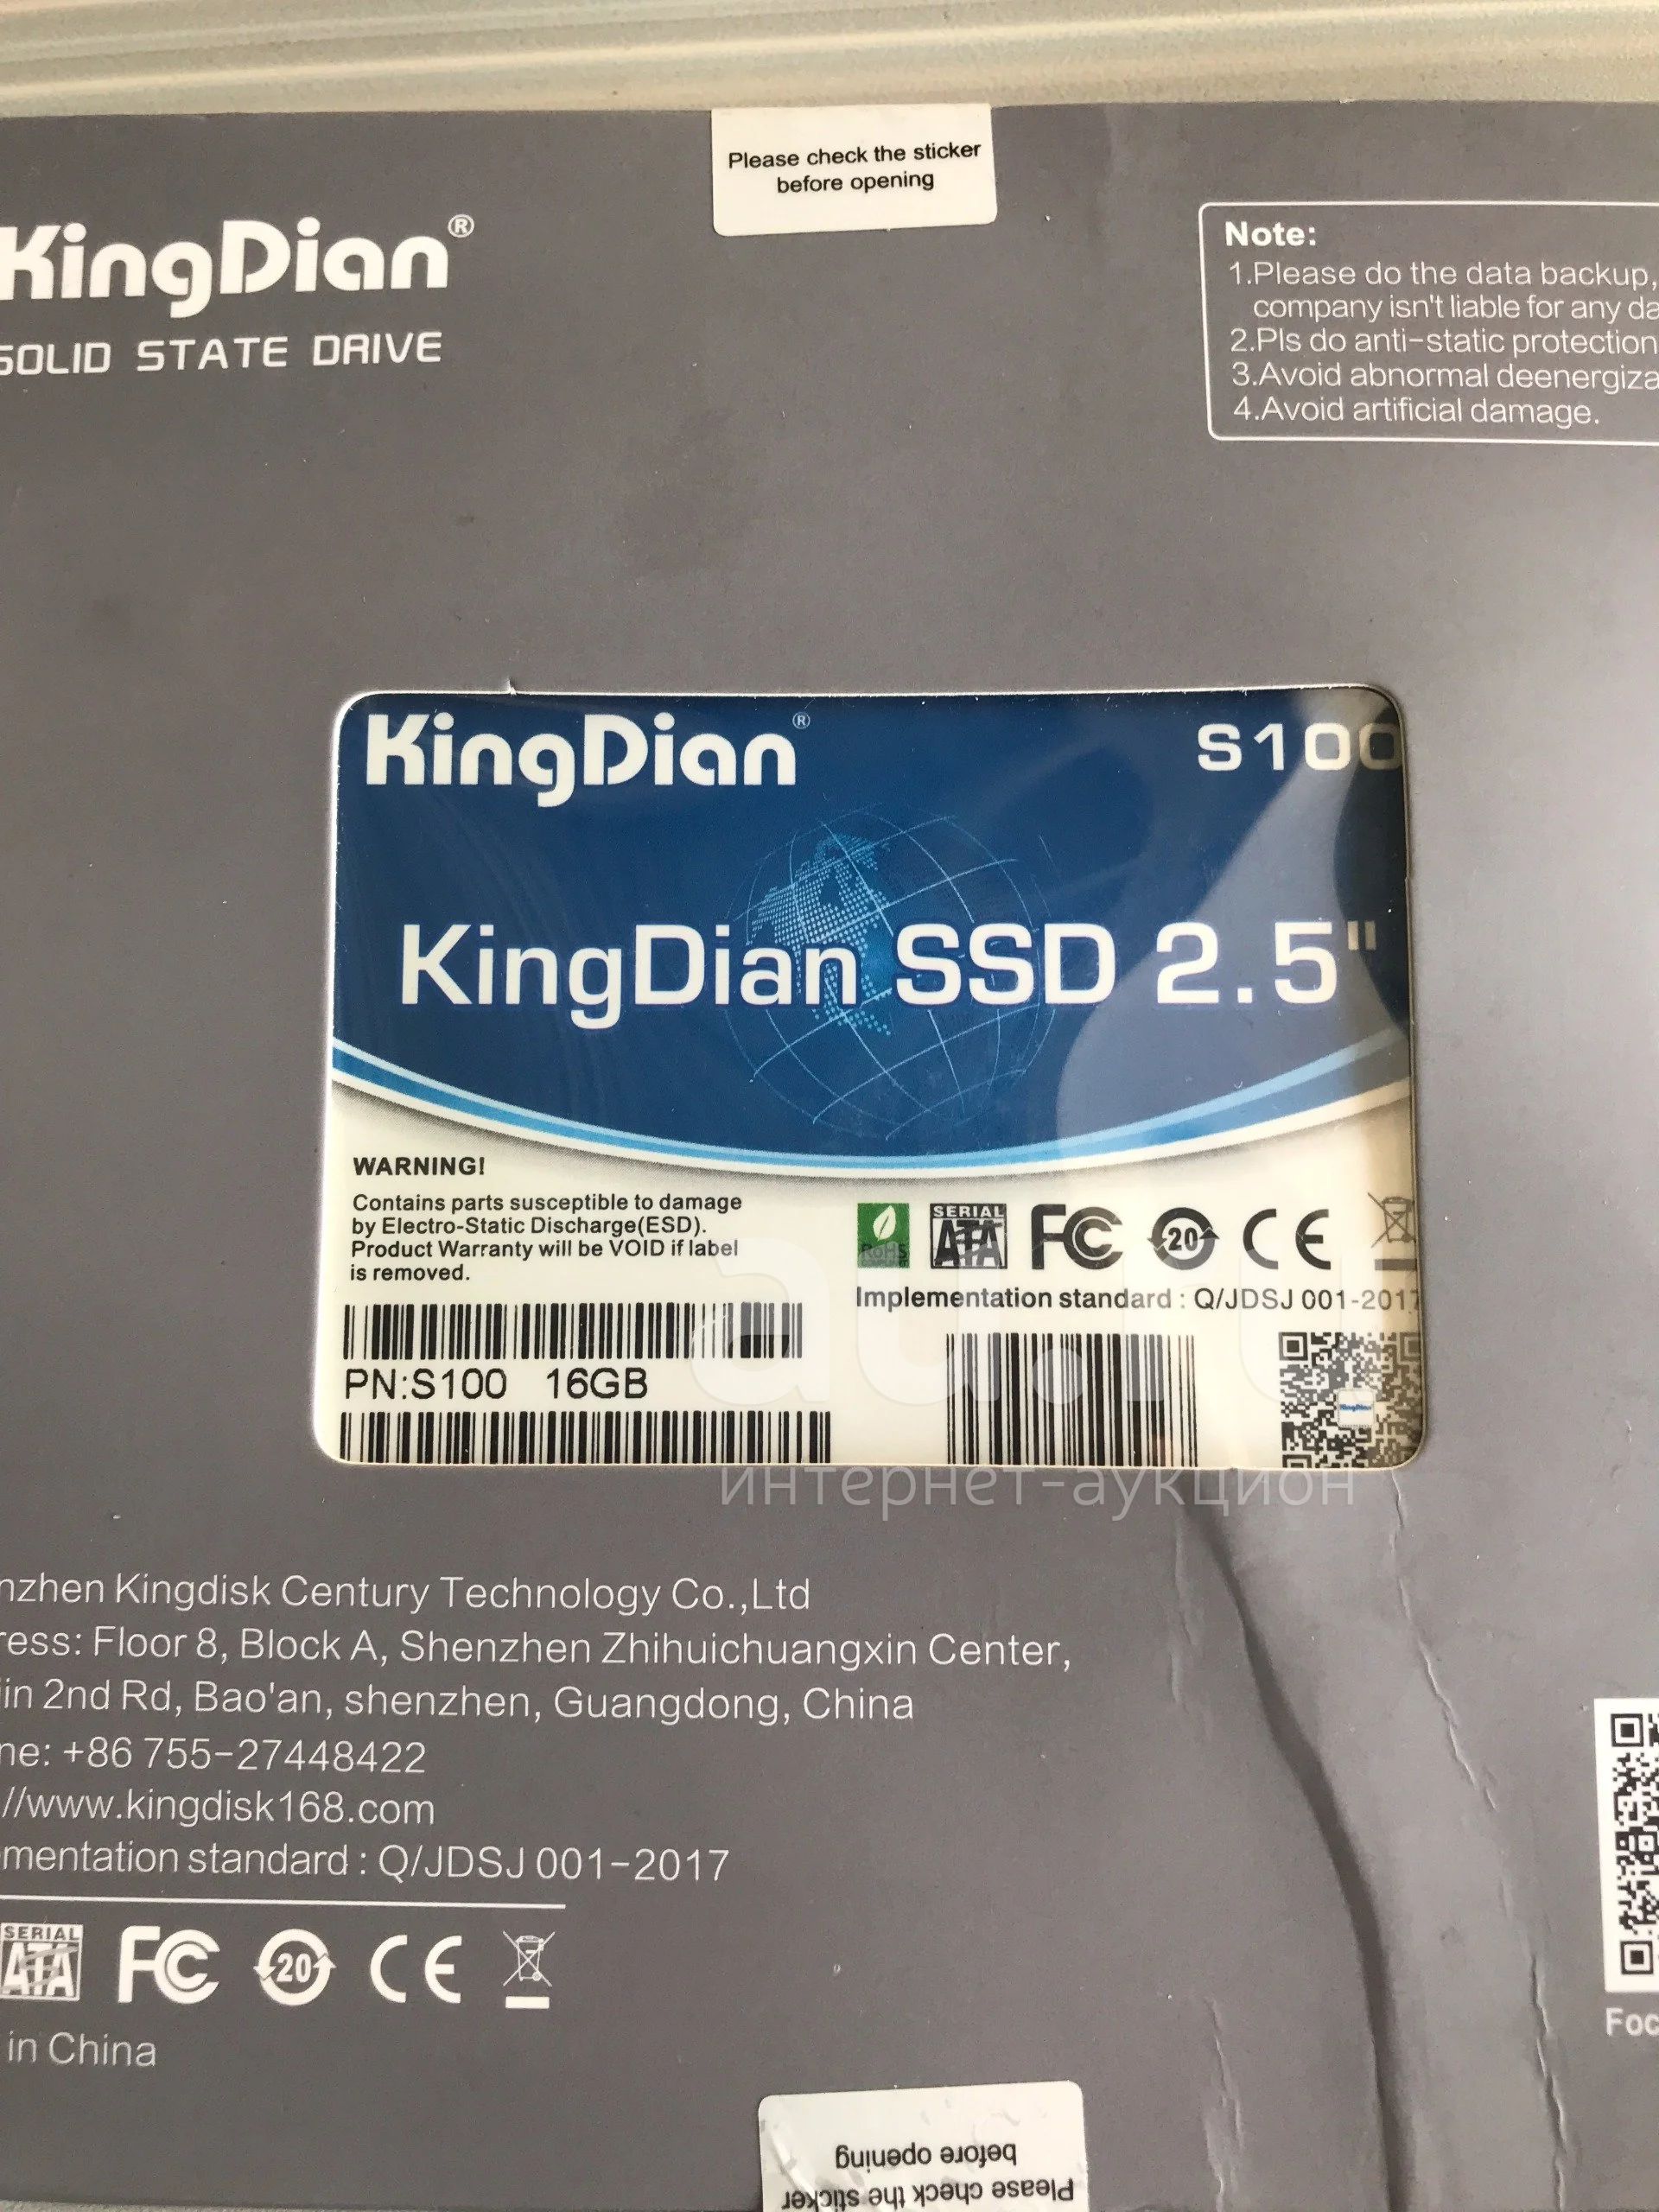 Please check the sticker
before opening
KingDian®
SOLID STATE DRIVE
Note:
1.Please do the data backup,
company isn't liable for any da
2.Pls do anti-static protection
3.Avoid abnormal deenergiza
4.Avoid artificial damage.
KingDian® S100
KingDian SSD 2.5"
WARNING!
Contains parts susceptible to damage
by Electro-Static Discharge(ESD).
Product Warranty will be VOID if label
is removed.
RoHS SERIAL ATA FC 20 CE
Implementation standard : Q/JDSJ 001-2017
PN:S100 16GB
KingDian
au.ru
интернет-аукцион
nzhen Kingdisk Century Technology Co.,Ltd
ress: Floor 8, Block A, Shenzhen Zhihuichuangxin Center,
in 2nd Rd, Bao'an, shenzhen, Guangdong, China
ne: +86 755-27448422
//www.kingdisk168.com
mentation standard : Q/JDSJ 001-2017
SERIAL ATA FC 20 CE
in China
Foc
Please check the sticker
before opening